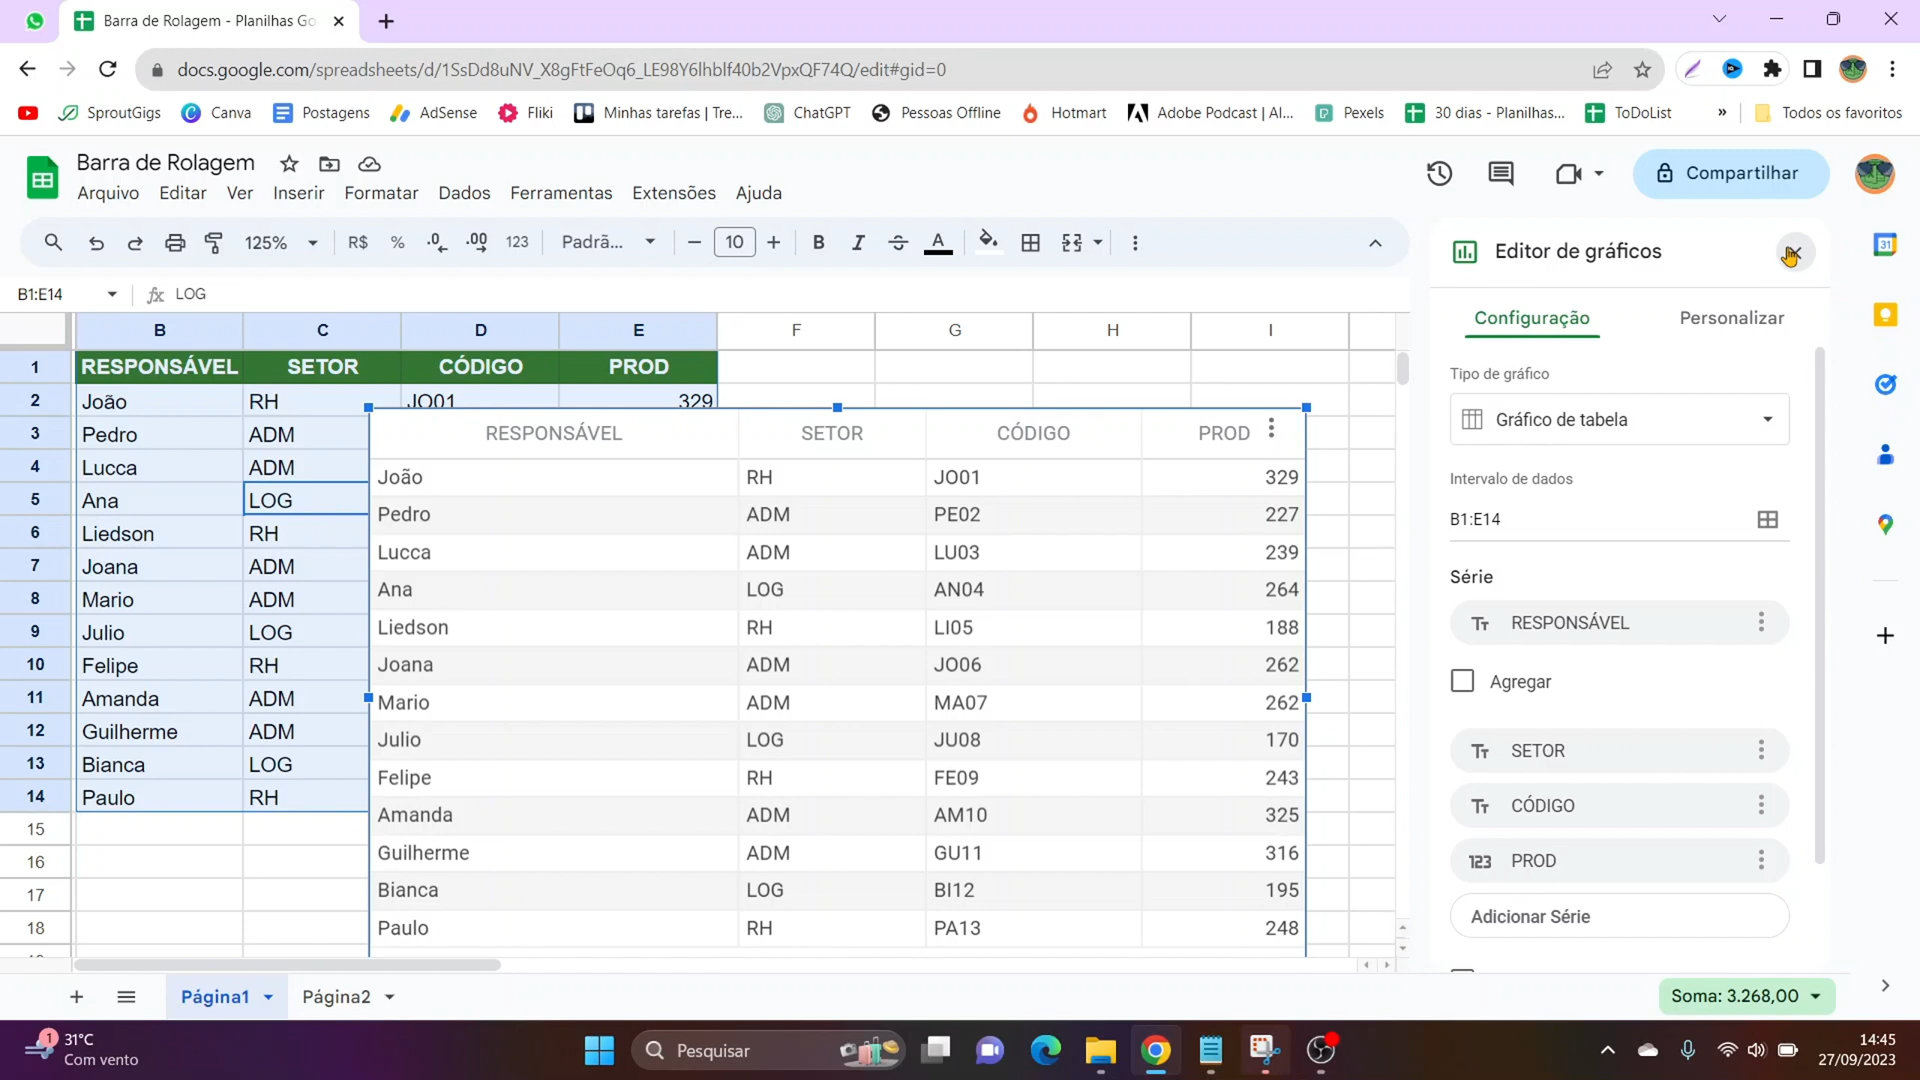 Barra de Rolagem - Planilhas Go
docs.google.com/spreadsheets/d/1SsDd8uNV_X8gFtFeOq6_LE98Y6lhblf40b2VpxQF74Q/edit#gid=0
SproutGigs Canva Postagens AdSense Fliki Minhas tarefas | Tre... ChatGPT Pessoas Offline Hotmart Adobe Podcast | AI... Pexels 30 dias - Planilhas... ToDoList » Todos os favoritos
Barra de Rolagem
Arquivo Editar Ver Inserir Formatar Dados Ferramentas Extensões Ajuda
Compartilhar
125% R$ % .0 .00 123 Padrã... 10 B I A
B1:E14 fx LOG
B C D E F G H I
1 RESPONSÁVEL SETOR CÓDIGO PROD
2 João RH JO01 329
3 Pedro ADM
4 Lucca ADM
5 Ana LOG
6 Liedson RH
7 Joana ADM
8 Mario ADM
9 Julio LOG
10 Felipe RH
11 Amanda ADM
12 Guilherme ADM
13 Bianca LOG
14 Paulo RH
15
16
17
18
RESPONSÁVEL SETOR CÓDIGO PROD
João RH JO01 329
Pedro ADM PE02 227
Lucca ADM LU03 239
Ana LOG AN04 264
Liedson RH LI05 188
Joana ADM JO06 262
Mario ADM MA07 262
Julio LOG JU08 170
Felipe RH FE09 243
Amanda ADM AM10 325
Guilherme ADM GU11 316
Bianca LOG BI12 195
Paulo RH PA13 248
Editor de gráficos
Configuração Personalizar
Tipo de gráfico
Gráfico de tabela
Intervalo de dados
B1:E14
Série
Tт RESPONSÁVEL
Agregar
Tт SETOR
Tт CÓDIGO
123 PROD
Adicionar Série
31
Página1 Página2
Soma: 3.268,00
1 31°C
Com vento
Pesquisar
14:45
27/09/2023